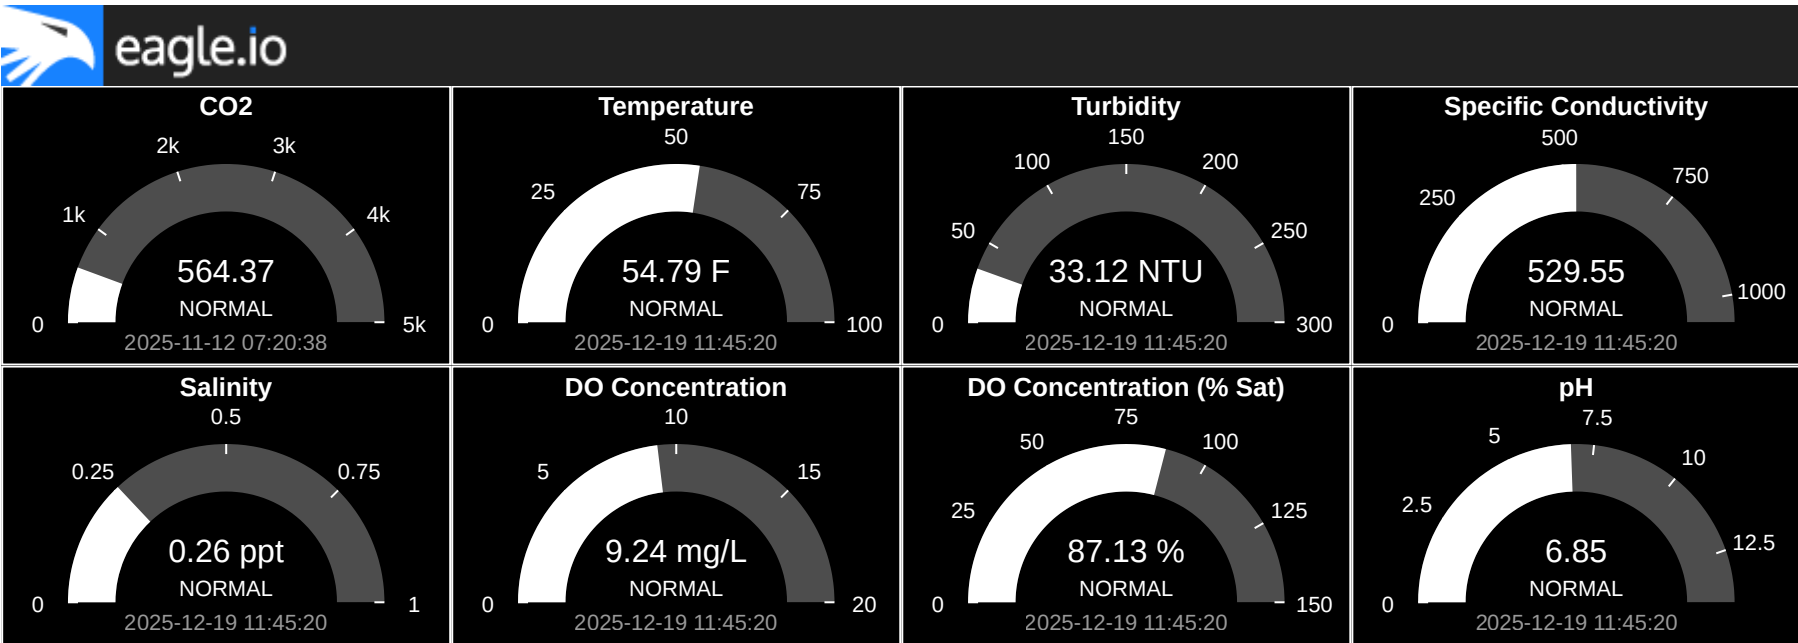 eagle.io
CO2
0
1k
2k
3k
4k
5k
564.37
NORMAL
2025-11-12 07:20:38
Temperature
0
25
50
75
100
54.79 F
NORMAL
2025-12-19 11:45:20
Turbidity
0
50
100
150
200
250
300
33.12 NTU
NORMAL
2025-12-19 11:45:20
Specific Conductivity
0
250
500
750
1000
529.55
NORMAL
2025-12-19 11:45:20
Salinity
0
0.25
0.5
0.75
1
0.26 ppt
NORMAL
2025-12-19 11:45:20
DO Concentration
0
5
10
15
20
9.24 mg/L
NORMAL
2025-12-19 11:45:20
DO Concentration (% Sat)
0
25
50
75
100
125
150
87.13 %
NORMAL
2025-12-19 11:45:20
pH
0
2.5
5
7.5
10
12.5
6.85
NORMAL
2025-12-19 11:45:20